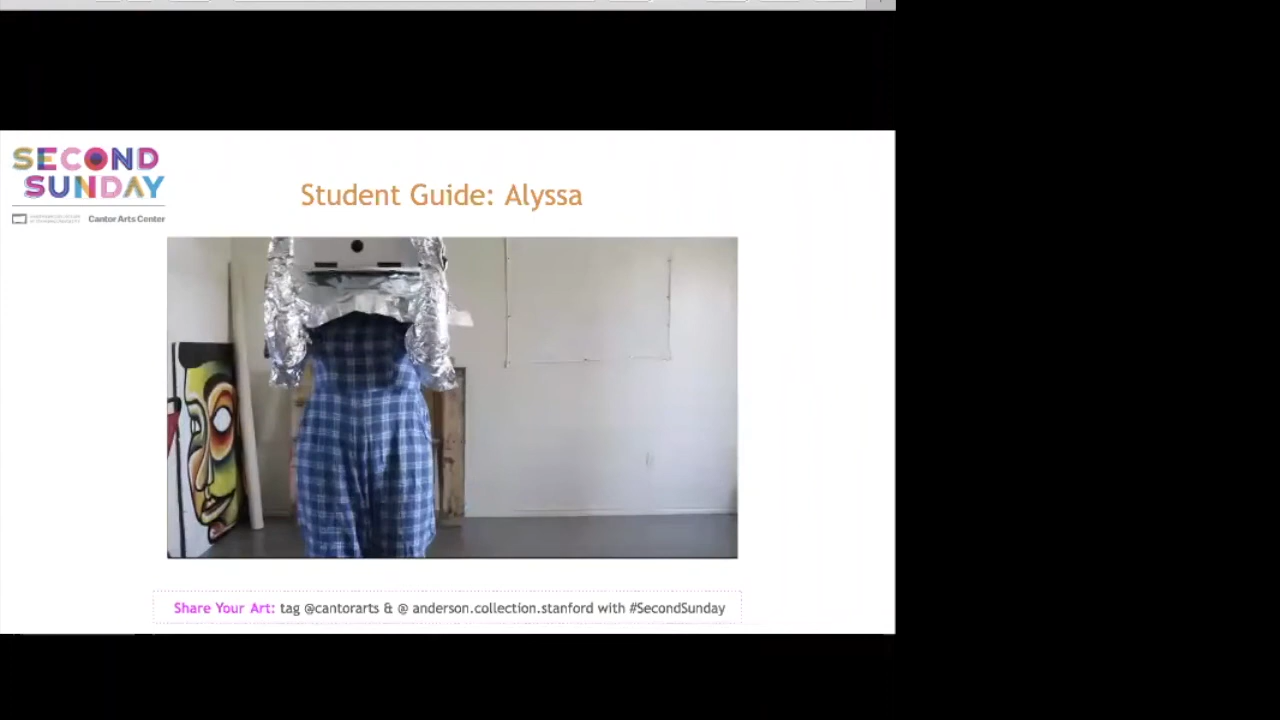 SECOND
SUNDAY
Cantor Arts Center
Student Guide: Alyssa
Share Your Art: tag @cantorarts & @ anderson.collection.stanford with #SecondSunday